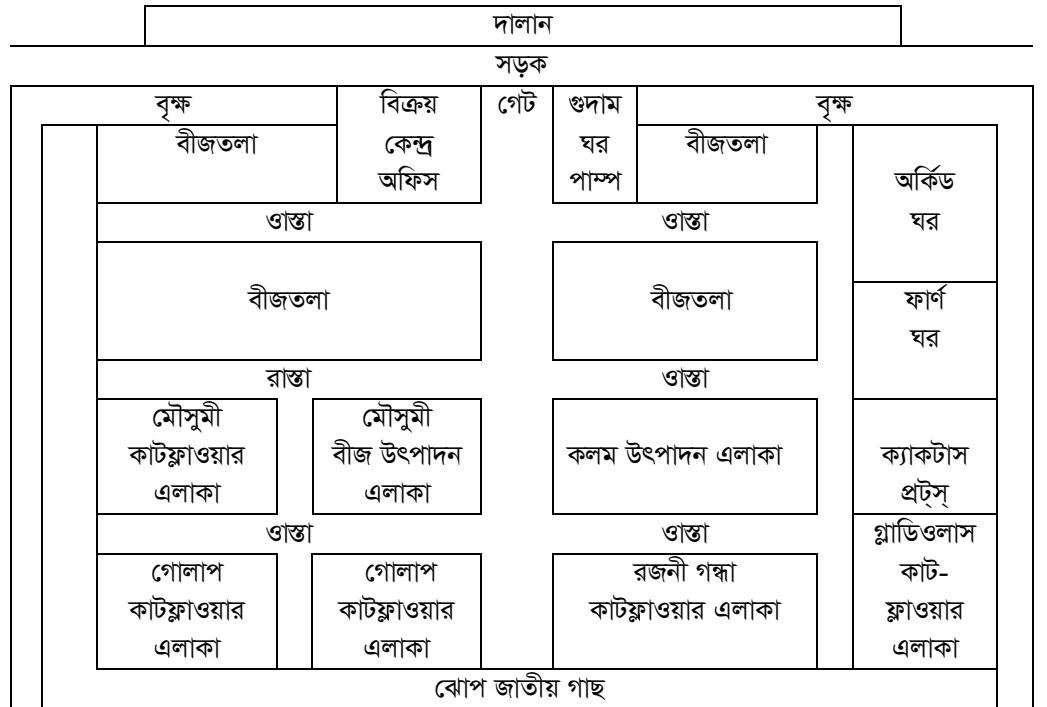 দালান
সড়ক
বৃক্ষ
বিক্রয়
কেন্দ্র
অফিস
গেট
গুদাম
ঘর
পাম্প
বৃক্ষ
বীজতলা
বীজতলা
অর্কিড
ঘর
ওাস্তা
ওাস্তা
বীজতলা
বীজতলা
ফার্ণ
ঘর
রাস্তা
ওাস্তা
মৌসুমী
কাটফ্লাওয়ার
এলাকা
মৌসুমী
বীজ উৎপাদন
এলাকা
কলম উৎপাদন এলাকা
ক্যাকটাস
প্রট্স্
ওাস্তা
ওাস্তা
গ্লাডিওলাস
কাট-
ফ্লাওয়ার
এলাকা
গোলাপ
কাটফ্লাওয়ার
এলাকা
গোলাপ
কাটফ্লাওয়ার
এলাকা
রজনী গন্ধা
কাটফ্লাওয়ার এলাকা
ঝোপ জাতীয় গাছ